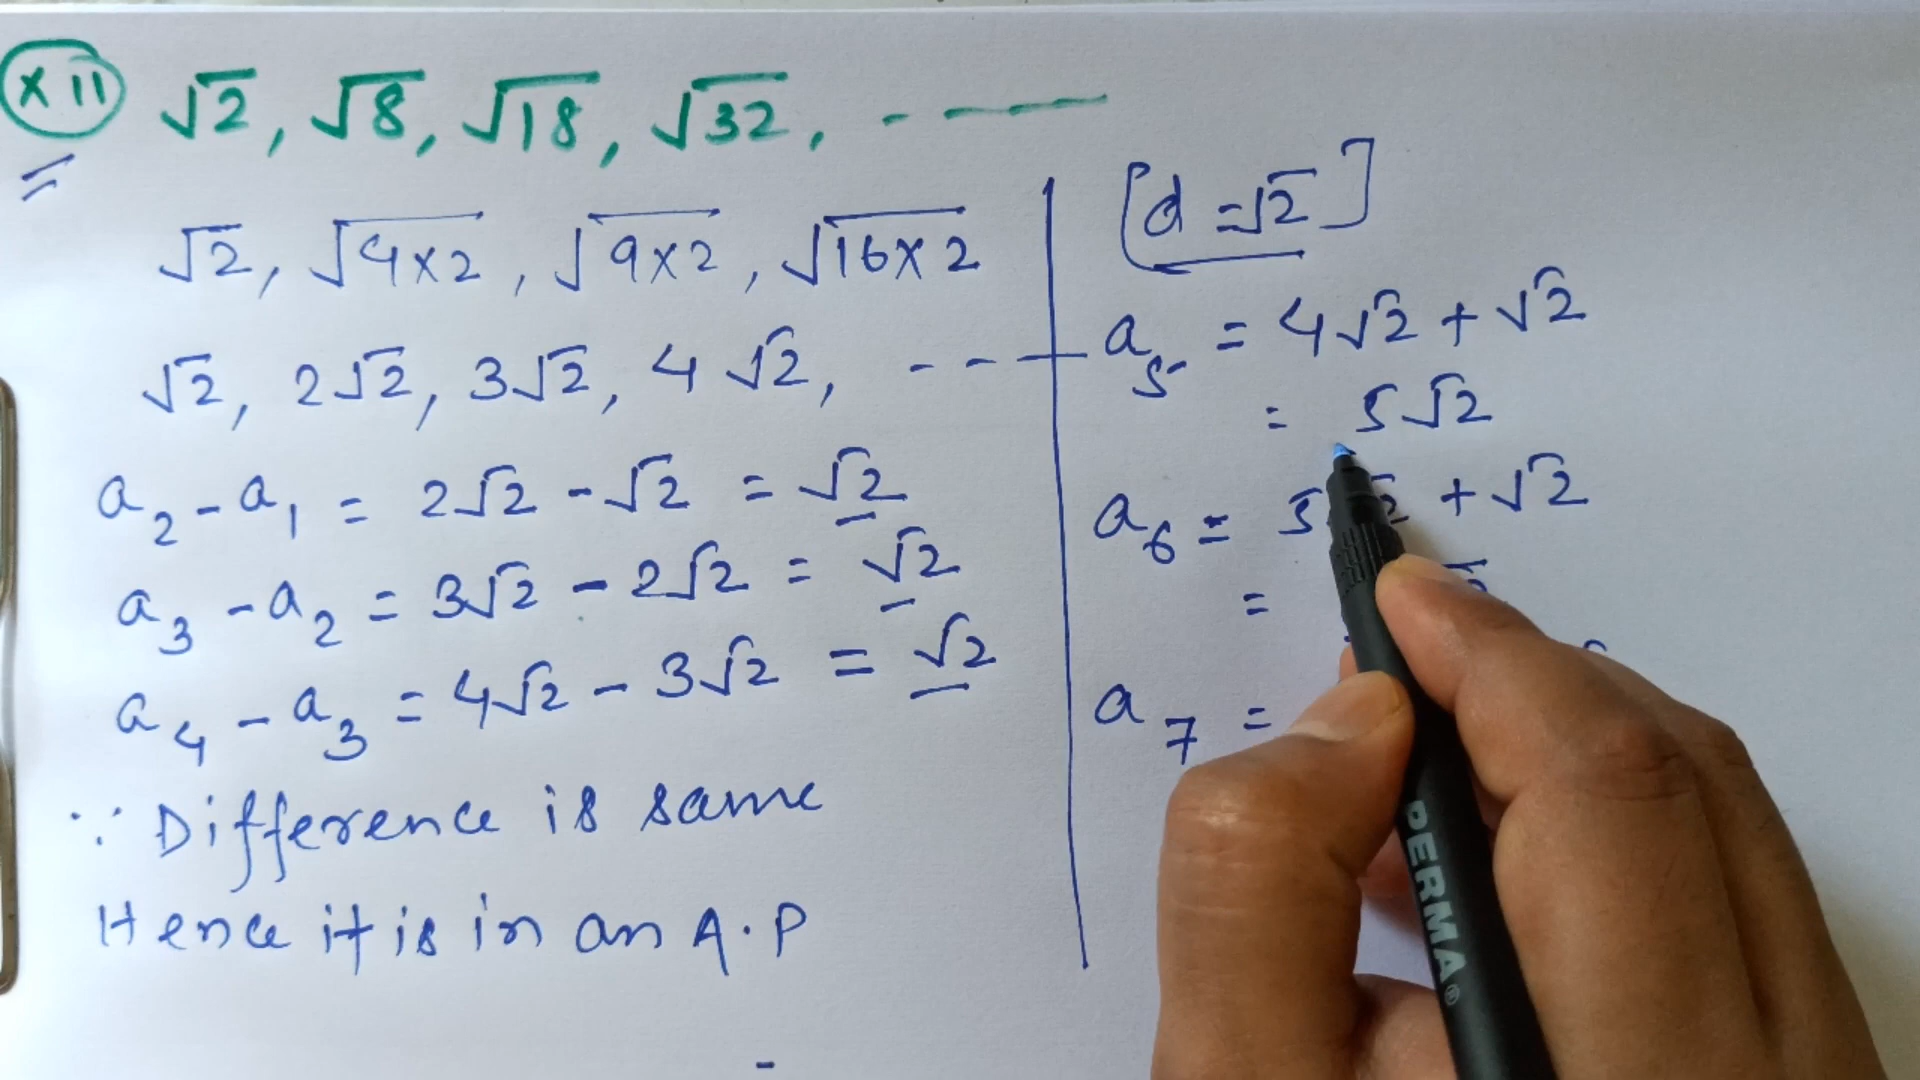 xii √2, √8, √18, √32, - ——
√2, √4×2, √9×2, √16×2
√2, 2√2, 3√2, 4√2, - - -
a2 - a1 = 2√2 - √2 = √2
a3 - a2 = 3√2 - 2√2 = √2
a4 - a3 = 4√2 - 3√2 = √2
∵ Difference is same
Hence it is in an A.P
[d = √2]
a5 = 4√2 + √2
= 5√2
a6 = 5√2 + √2
=
a7 =
PERMA®